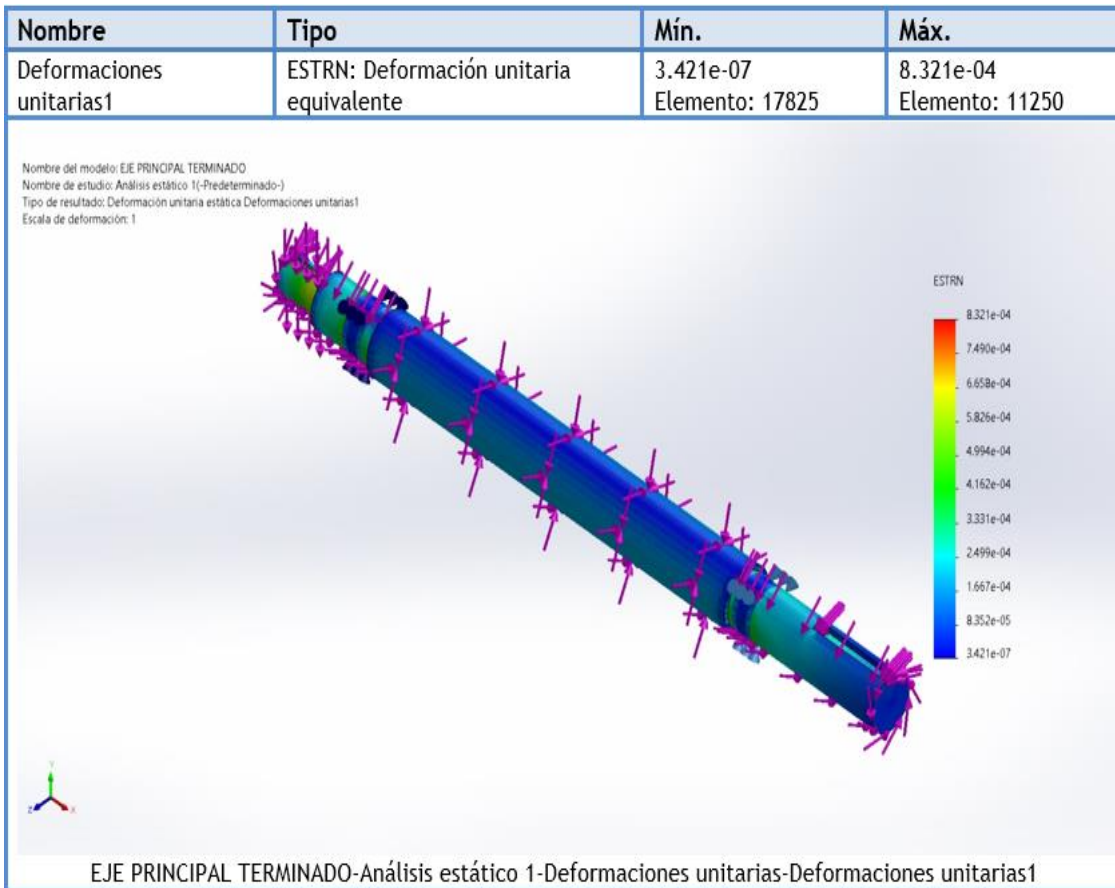 Nombre Tipo Mín. Máx.
Deformaciones unitarias1 ESTRN: Deformación unitaria equivalente 3.421e-07 Elemento: 17825 8.321e-04 Elemento: 11250
Nombre del modelo: EJE PRINCIPAL TERMINADO
Nombre de estudio: Análisis estático 1(-Predeterminado-)
Tipo de resultado: Deformación unitaria estática Deformaciones unitarias1
Escala de deformación: 1
ESTRN
8.321e-04
7.490e-04
6.658e-04
5.826e-04
4.994e-04
4.162e-04
3.331e-04
2.499e-04
1.667e-04
8.352e-05
3.421e-07
Y
Z X
EJE PRINCIPAL TERMINADO-Análisis estático 1-Deformaciones unitarias-Deformaciones unitarias1